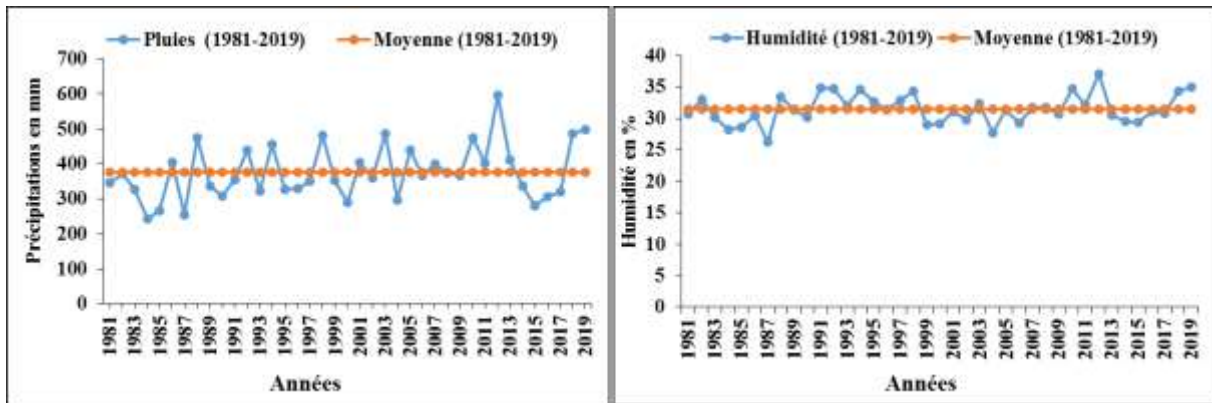 Pluies (1981-2019) Moyenne (1981-2019)
Précipitations en mm
700
600
500
400
300
200
100
0
1981 1983 1985 1987 1989 1991 1993 1995 1997 1999 2001 2003 2005 2007 2009 2011 2013 2015 2017 2019
Années
Humidité (1981-2019) Moyenne (1981-2019)
Humidité en %
40
35
30
25
20
15
10
5
0
1981 1983 1985 1987 1989 1991 1993 1995 1997 1999 2001 2003 2005 2007 2009 2011 2013 2015 2017 2019
Années